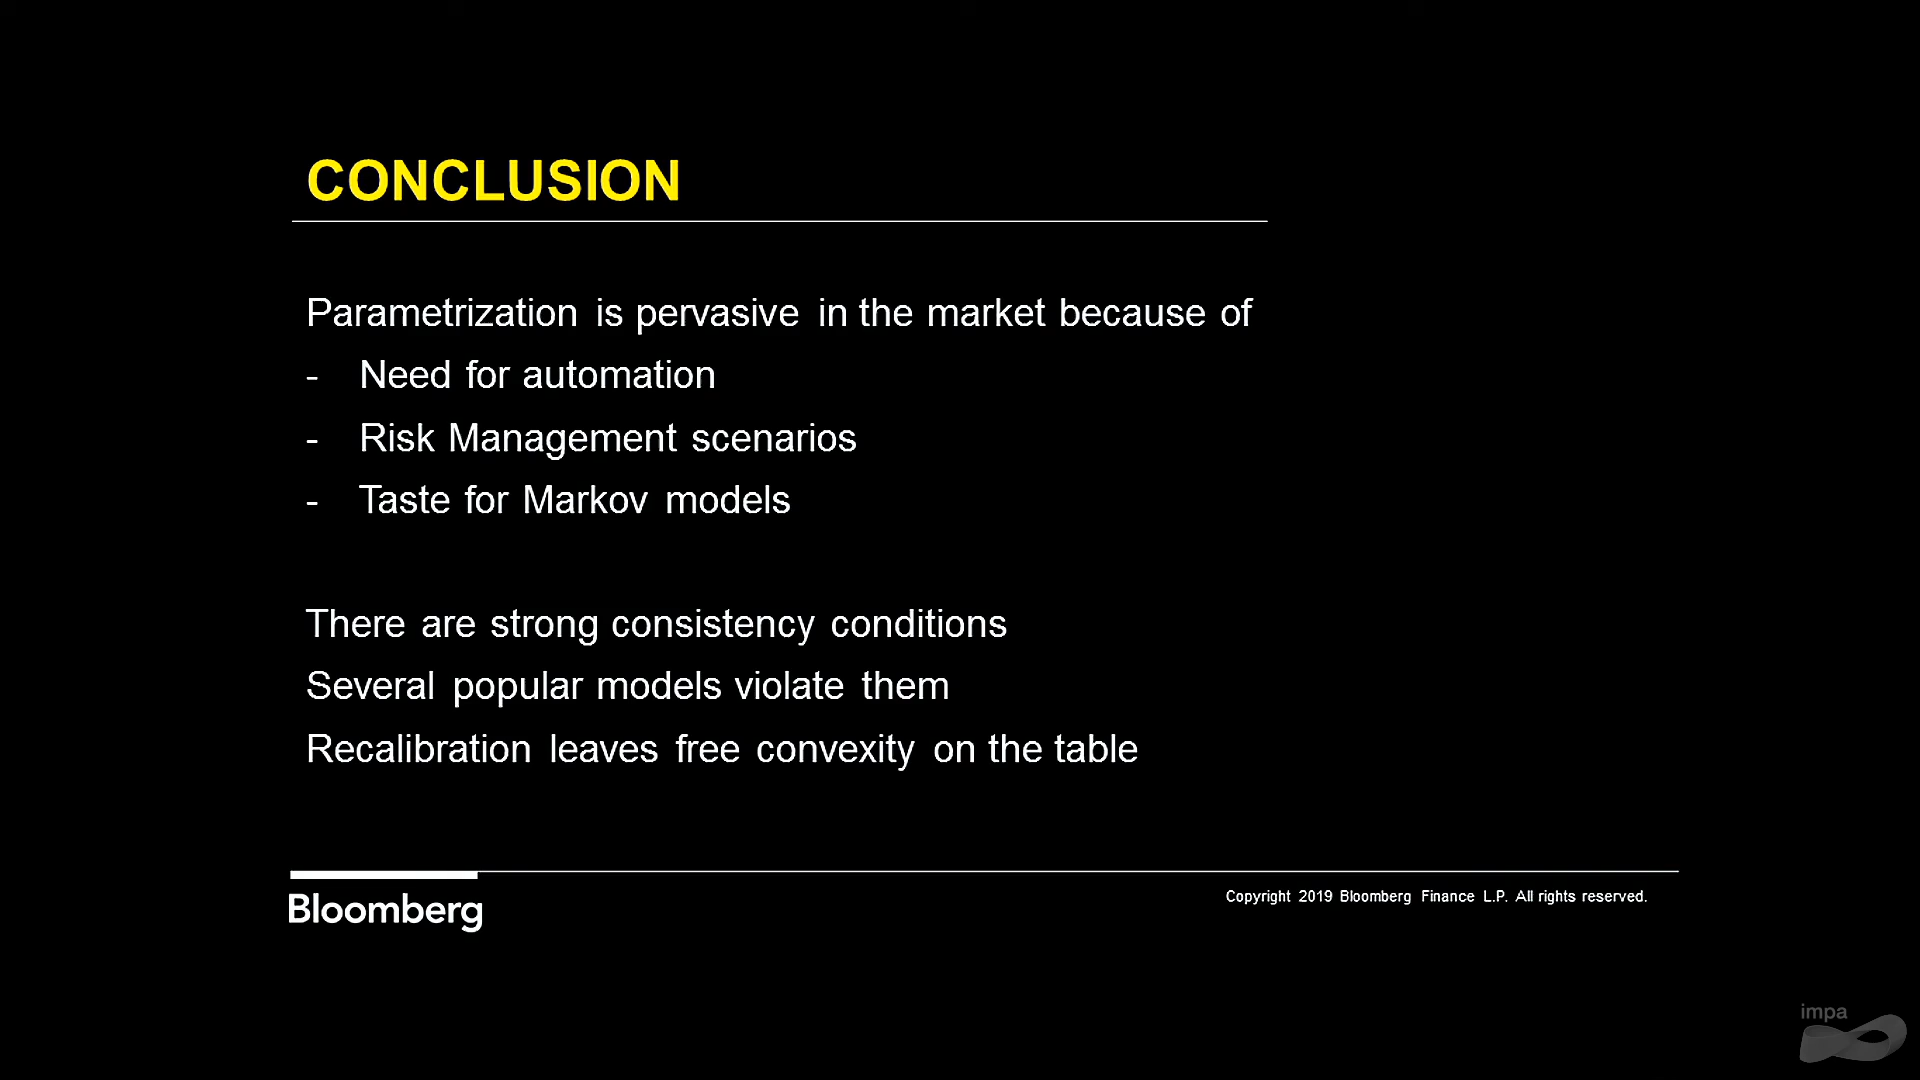 CONCLUSION
Parametrization is pervasive in the market because of
- Need for automation
- Risk Management scenarios
- Taste for Markov models
There are strong consistency conditions
Several popular models violate them
Recalibration leaves free convexity on the table
Bloomberg
Copyright 2019 Bloomberg Finance L.P. All rights reserved.
impa